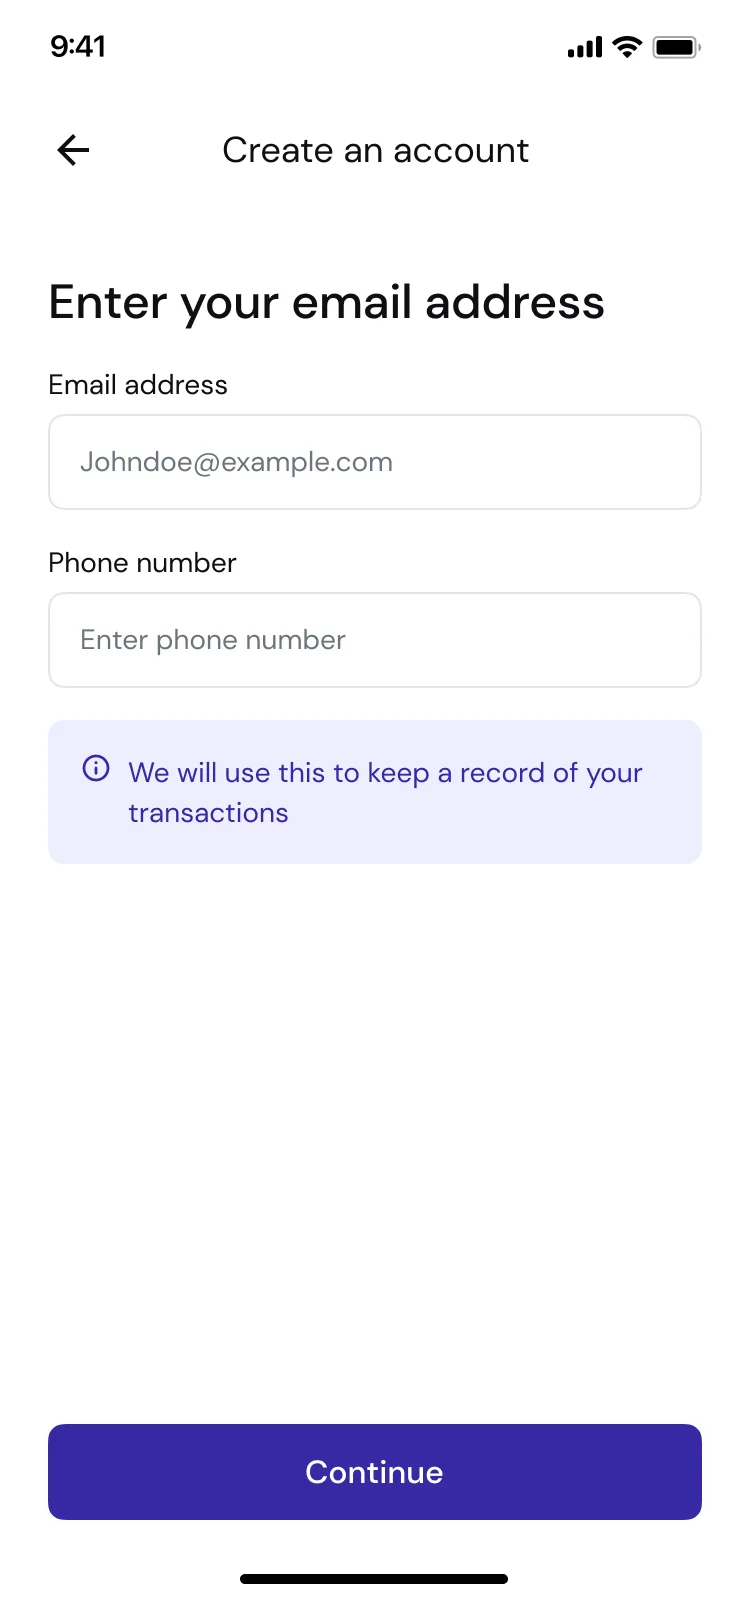 9:41
Create an account
Enter your email address
Email address
Johndoe@example.com
Phone number
Enter phone number
We will use this to keep a record of your
transactions
Continue